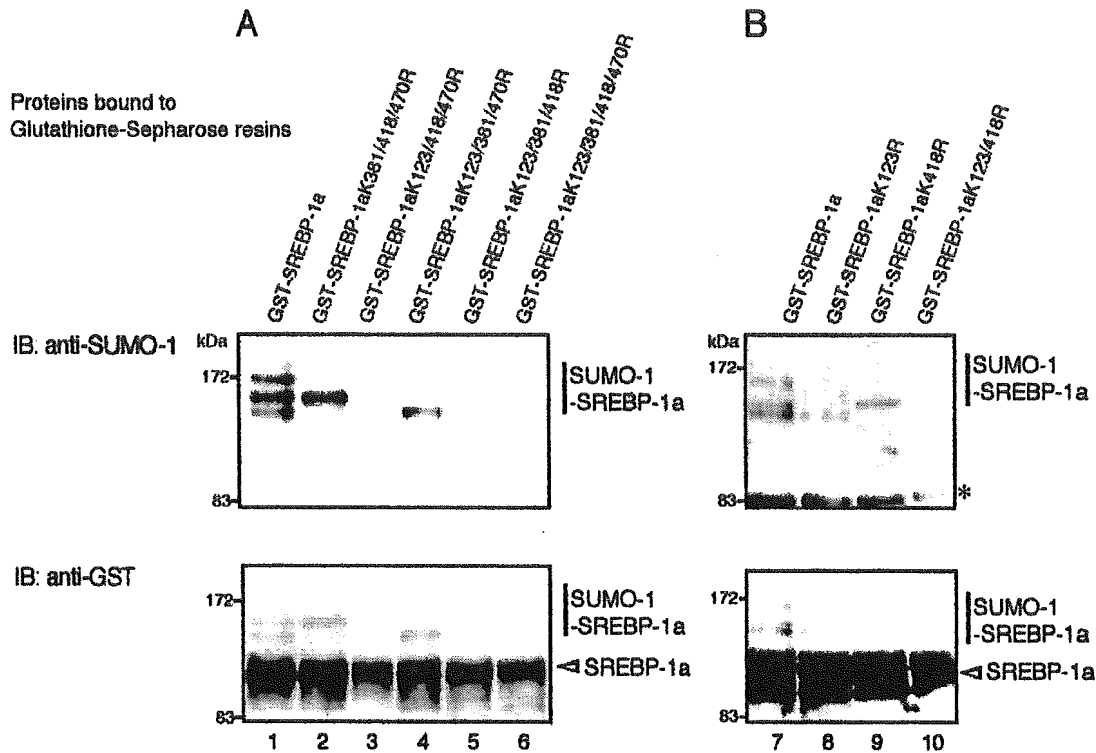 A
B
Proteins bound to
Glutathione-Sepharose resins
GST-SREBP-1a
GST-SREBP-1aK381/418/470R
GST-SREBP-1aK123/418/470R
GST-SREBP-1aK123/381/470R
GST-SREBP-1aK123/381/418R
GST-SREBP-1aK123/381/418/470R
GST-SREBP-1a
GST-SREBP-1aK123R
GST-SREBP-1aK418R
GST-SREBP-1aK123/418R
IB: anti-SUMO-1
kDa
172
83
SUMO-1
-SREBP-1a
kDa
172
83
SUMO-1
-SREBP-1a
*
IB: anti-GST
172
83
SUMO-1
-SREBP-1a
SREBP-1a
172
83
SUMO-1
-SREBP-1a
SREBP-1a
1 2 3 4 5 6
7 8 9 10